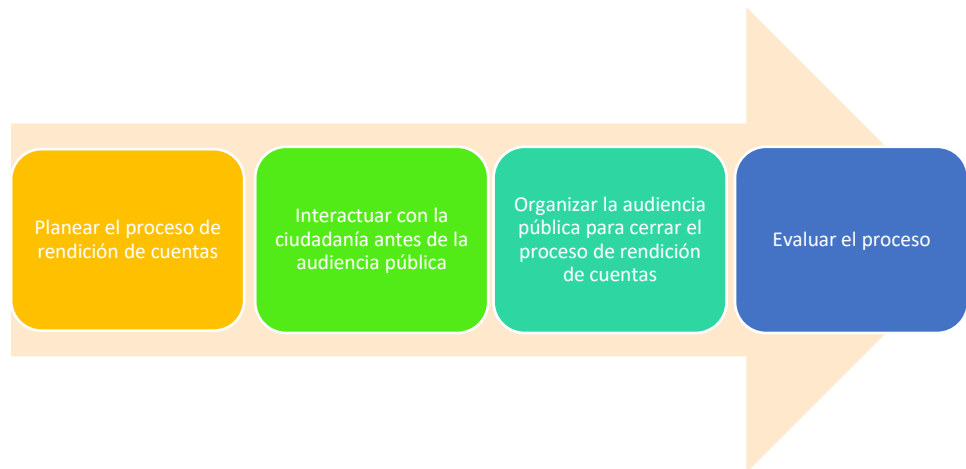 Planear el proceso de
rendición de cuentas
Interactuar con la
ciudadanía antes de la
audiencia pública
Organizar la audiencia
pública para cerrar el
proceso de rendición
de cuentas
Evaluar el proceso